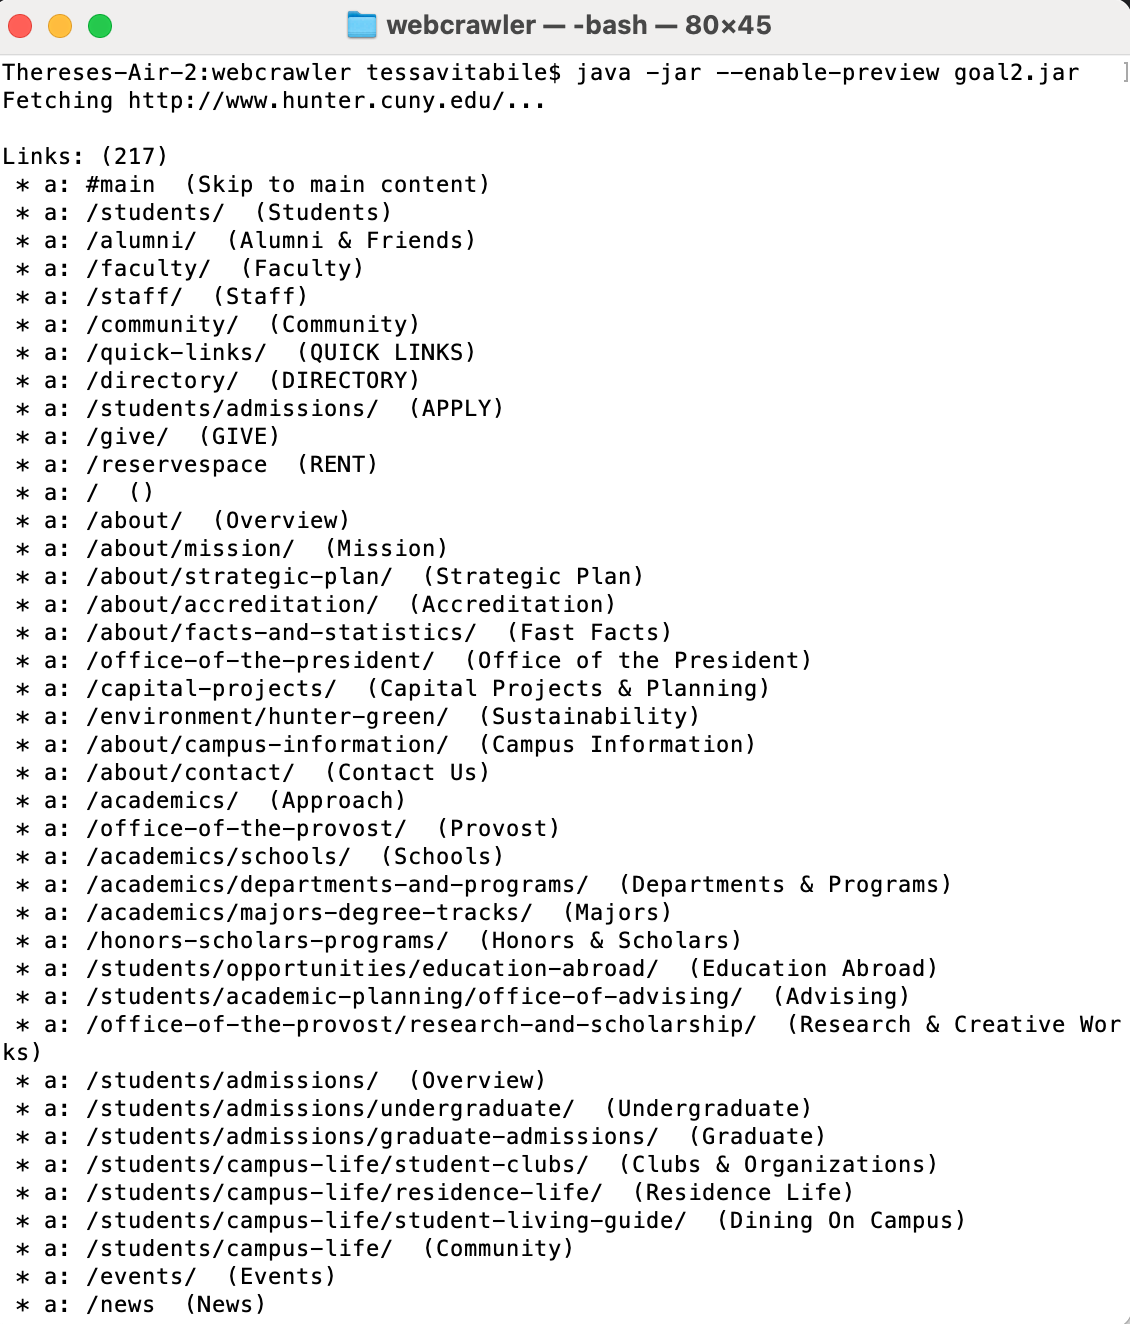 webcrawler — -bash — 80×45
Thereses-Air-2:webcrawler tessavitabile$ java -jar --enable-preview goal2.jar ]
Fetching http://www.hunter.cuny.edu/...

Links: (217)
 * a: #main  (Skip to main content)
 * a: /students/  (Students)
 * a: /alumni/  (Alumni & Friends)
 * a: /faculty/  (Faculty)
 * a: /staff/  (Staff)
 * a: /community/  (Community)
 * a: /quick-links/  (QUICK LINKS)
 * a: /directory/  (DIRECTORY)
 * a: /students/admissions/  (APPLY)
 * a: /give/  (GIVE)
 * a: /reservespace  (RENT)
 * a: /  ()
 * a: /about/  (Overview)
 * a: /about/mission/  (Mission)
 * a: /about/strategic-plan/  (Strategic Plan)
 * a: /about/accreditation/  (Accreditation)
 * a: /about/facts-and-statistics/  (Fast Facts)
 * a: /office-of-the-president/  (Office of the President)
 * a: /capital-projects/  (Capital Projects & Planning)
 * a: /environment/hunter-green/  (Sustainability)
 * a: /about/campus-information/  (Campus Information)
 * a: /about/contact/  (Contact Us)
 * a: /academics/  (Approach)
 * a: /office-of-the-provost/  (Provost)
 * a: /academics/schools/  (Schools)
 * a: /academics/departments-and-programs/  (Departments & Programs)
 * a: /academics/majors-degree-tracks/  (Majors)
 * a: /honors-scholars-programs/  (Honors & Scholars)
 * a: /students/opportunities/education-abroad/  (Education Abroad)
 * a: /students/academic-planning/office-of-advising/  (Advising)
 * a: /office-of-the-provost/research-and-scholarship/  (Research & Creative Wor
ks)
 * a: /students/admissions/  (Overview)
 * a: /students/admissions/undergraduate/  (Undergraduate)
 * a: /students/admissions/graduate-admissions/  (Graduate)
 * a: /students/campus-life/student-clubs/  (Clubs & Organizations)
 * a: /students/campus-life/residence-life/  (Residence Life)
 * a: /students/campus-life/student-living-guide/  (Dining On Campus)
 * a: /students/campus-life/  (Community)
 * a: /events/  (Events)
 * a: /news  (News)